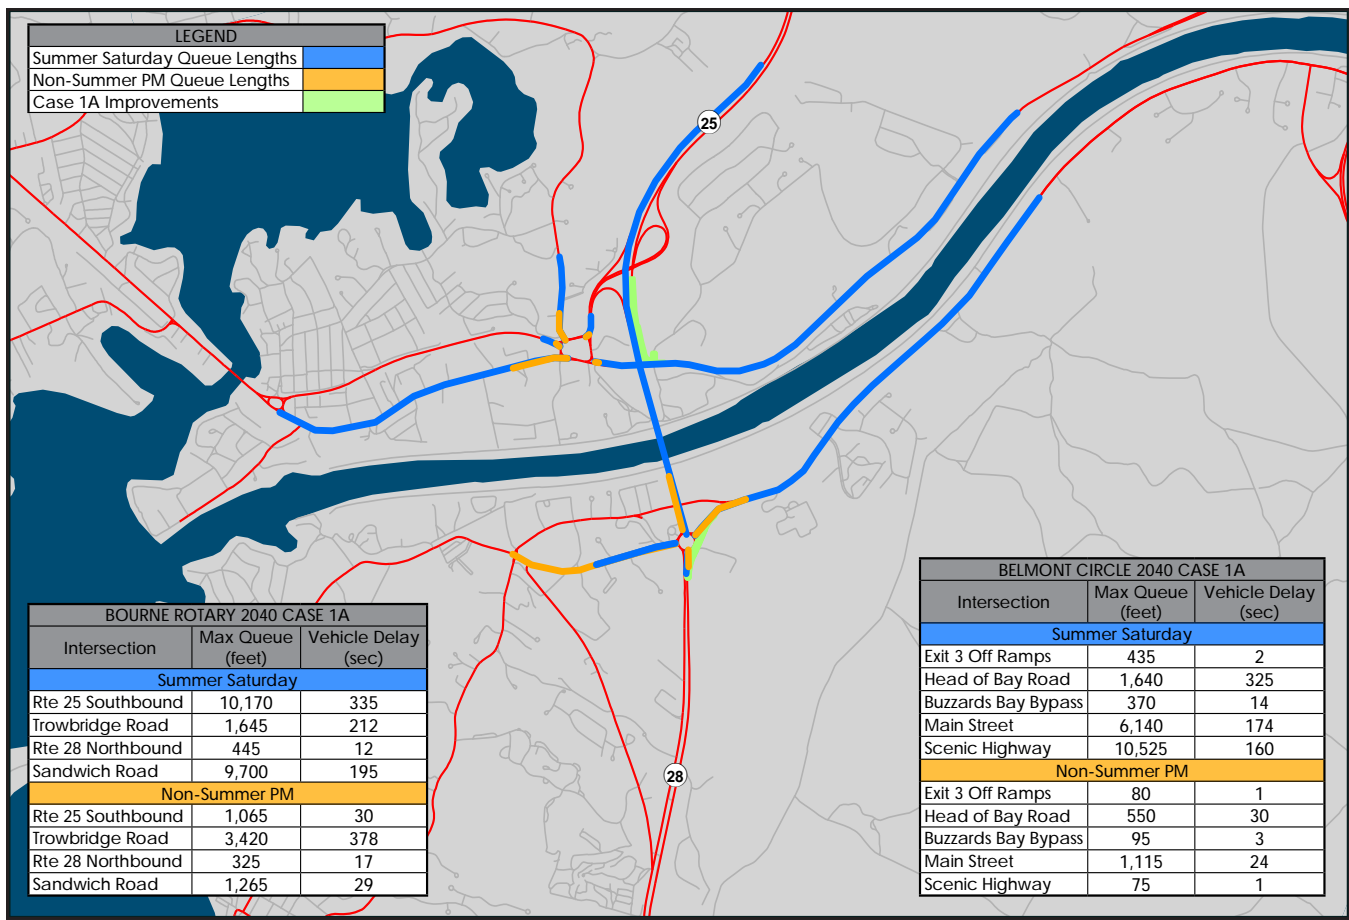 LEGEND
Summer Saturday Queue Lengths
Non-Summer PM Queue Lengths
Case 1A Improvements
25
28
BOURNE ROTARY 2040 CASE 1A
Intersection Max Queue (feet) Vehicle Delay (sec)
Summer Saturday
Rte 25 Southbound 10,170 335
Trowbridge Road 1,645 212
Rte 28 Northbound 445 12
Sandwich Road 9,700 195
Non-Summer PM
Rte 25 Southbound 1,065 30
Trowbridge Road 3,420 378
Rte 28 Northbound 325 17
Sandwich Road 1,265 29
BELMONT CIRCLE 2040 CASE 1A
Intersection Max Queue (feet) Vehicle Delay (sec)
Summer Saturday
Exit 3 Off Ramps 435 2
Head of Bay Road 1,640 325
Buzzards Bay Bypass 370 14
Main Street 6,140 174
Scenic Highway 10,525 160
Non-Summer PM
Exit 3 Off Ramps 80 1
Head of Bay Road 550 30
Buzzards Bay Bypass 95 3
Main Street 1,115 24
Scenic Highway 75 1